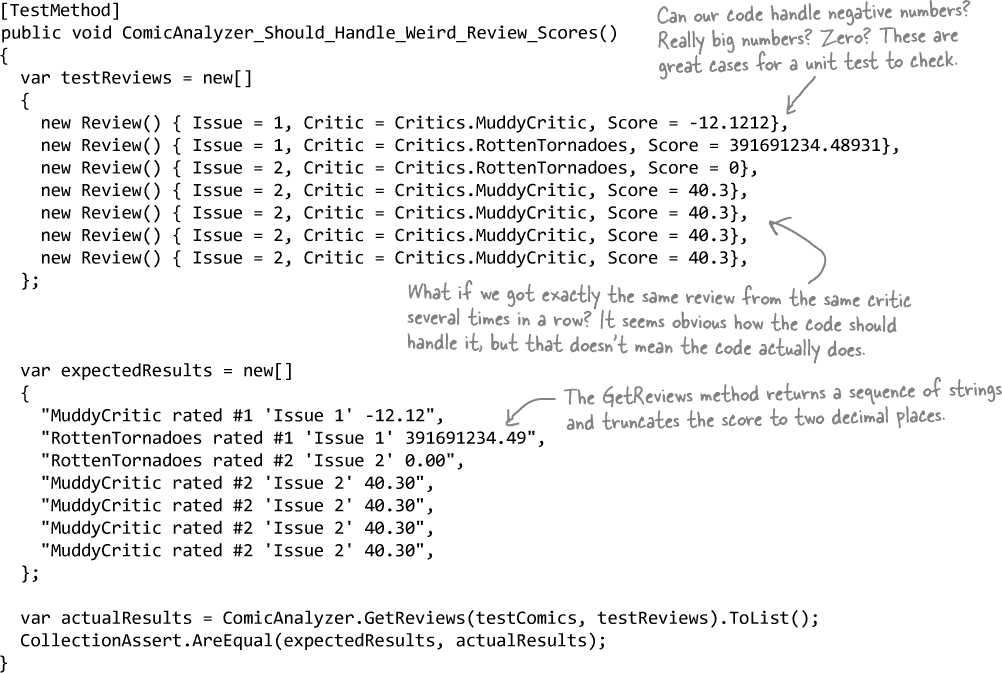 [TestMethod]
public void ComicAnalyzer_Should_Handle_Weird_Review_Scores()
{
Can our code handle negative numbers?
Really big numbers? Zero? These are
great cases for a unit test to check.
  var testReviews = new[]
  {
    new Review() { Issue = 1, Critic = Critics.MuddyCritic, Score = -12.1212},
    new Review() { Issue = 1, Critic = Critics.RottenTornadoes, Score = 391691234.48931},
    new Review() { Issue = 2, Critic = Critics.RottenTornadoes, Score = 0},
    new Review() { Issue = 2, Critic = Critics.MuddyCritic, Score = 40.3},
    new Review() { Issue = 2, Critic = Critics.MuddyCritic, Score = 40.3},
    new Review() { Issue = 2, Critic = Critics.MuddyCritic, Score = 40.3},
    new Review() { Issue = 2, Critic = Critics.MuddyCritic, Score = 40.3},
  };
What if we got exactly the same review from the same critic
several times in a row? It seems obvious how the code should
handle it, but that doesn't mean the code actually does.
  var expectedResults = new[]
  {
The GetReviews method returns a sequence of strings
and truncates the score to two decimal places.
    "MuddyCritic rated #1 'Issue 1' -12.12",
    "RottenTornadoes rated #1 'Issue 1' 391691234.49",
    "RottenTornadoes rated #2 'Issue 2' 0.00",
    "MuddyCritic rated #2 'Issue 2' 40.30",
    "MuddyCritic rated #2 'Issue 2' 40.30",
    "MuddyCritic rated #2 'Issue 2' 40.30",
    "MuddyCritic rated #2 'Issue 2' 40.30",
  };
  var actualResults = ComicAnalyzer.GetReviews(testComics, testReviews).ToList();
  CollectionAssert.AreEqual(expectedResults, actualResults);
}